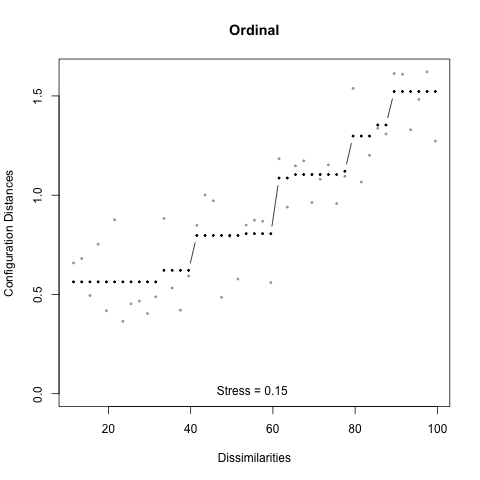 Ordinal
Configuration Distances
1.5
1.0
0.5
0.0
Stress = 0.15
20 40 60 80 100
Dissimilarities